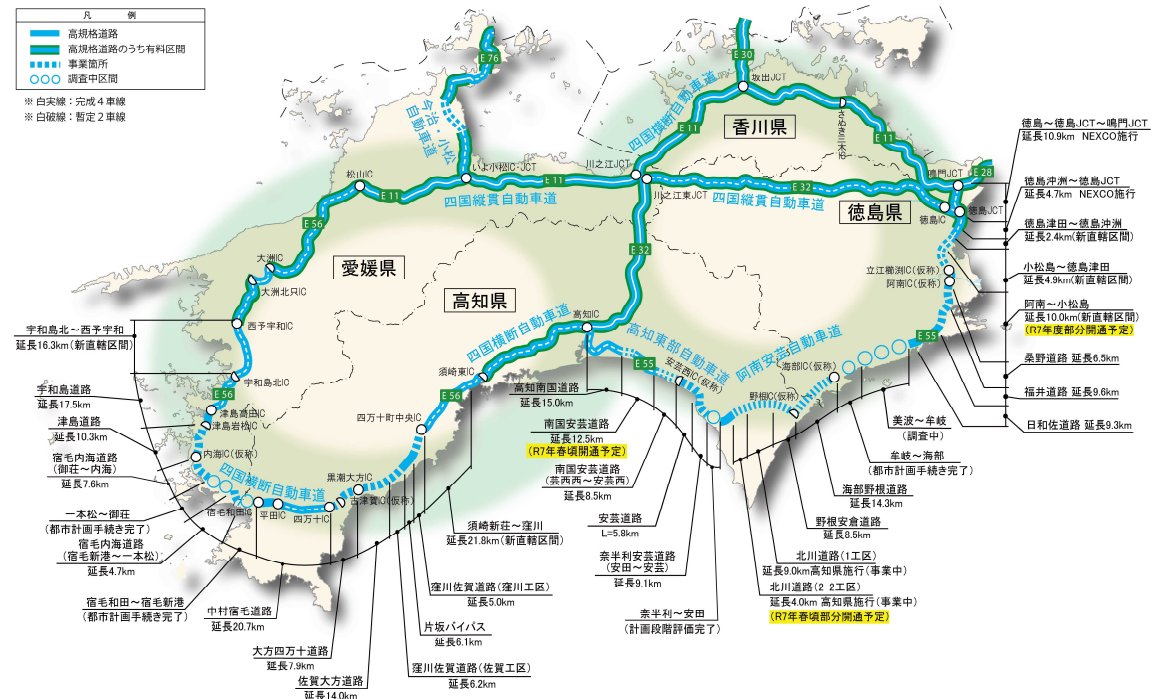 凡　例
高規格道路
高規格道路のうち有料区間
事業箇所
調査中区間
※ 白実線：完成４車線
※ 白破線：暫定２車線
E 76
E 30
坂出JCT
四国横断自動車道
香川県
E 11
さぬき三木IC
E 11
今治・小松
自動車道
いよ小松IC・JCT
川之江JCT
川之江東JCT
松山IC
E 11
E 11
四国縦貫自動車道
E 32
四国縦貫自動車道
徳島県
鳴門JCT
E 28
徳島IC
徳島JCT
E 56
E 32
大洲IC
大洲北只IC
愛媛県
高知県
西予宇和IC
宇和島北IC
E 56
津島高田IC
津島岩松IC
内海IC(仮称)
四国横断自動車道
宿毛和田IC
平田IC
四万十IC
古津賀IC(仮称)
黒潮大方IC
四万十町中央IC
E 56
須崎東IC
四国横断自動車道
高知IC
高知東部自動車道
E 55
安芸西IC(仮称)
阿南安芸自動車道
野根IC(仮称)
海部IC(仮称)
E 55
立江櫛渕IC(仮称)
阿南IC(仮称)
徳島～徳島JCT～鳴門JCT
延長10.9km NEXCO施行
徳島沖洲～徳島JCT
延長4.7km NEXCO施行
徳島津田～徳島沖洲
延長2.4km(新直轄区間)
小松島～徳島津田
延長4.9km(新直轄区間)
阿南～小松島
延長10.0km(新直轄区間)
(R7年度部分開通予定)
桑野道路 延長6.5km
福井道路 延長9.6km
日和佐道路 延長9.3km
美波～牟岐
(調査中)
牟岐～海部
(都市計画手続き完了)
海部野根道路
延長14.3km
野根安倉道路
延長8.5km
北川道路(1工区)
延長9.0km高知県施行(事業中)
北川道路(2 2工区)
延長4.0km 高知県施行(事業中)
(R7年春頃部分開通予定)
奈半利～安田
(計画段階評価完了)
奈半利安芸道路
(安田～安芸)
延長9.1km
安芸道路
L=5.8km
南国安芸道路
(芸西西～安芸西)
延長8.5km
南国安芸道路
延長12.5km
(R7年春頃開通予定)
高知南国道路
延長15.0km
須崎新荘～窪川
延長21.8km(新直轄区間)
窪川佐賀道路(窪川工区)
延長5.0km
片坂バイパス
延長6.1km
窪川佐賀道路(佐賀工区)
延長6.2km
佐賀大方道路
延長14.0km
大方四万十道路
延長7.9km
中村宿毛道路
延長20.7km
宿毛和田～宿毛新港
(都市計画手続き完了)
宿毛内海道路
(宿毛新港～一本松)
延長4.7km
一本松～御荘
(都市計画手続き完了)
宿毛内海道路
(御荘～内海)
延長7.6km
津島道路
延長10.3km
宇和島道路
延長17.5km
宇和島北～西予宇和
延長16.3km(新直轄区間)